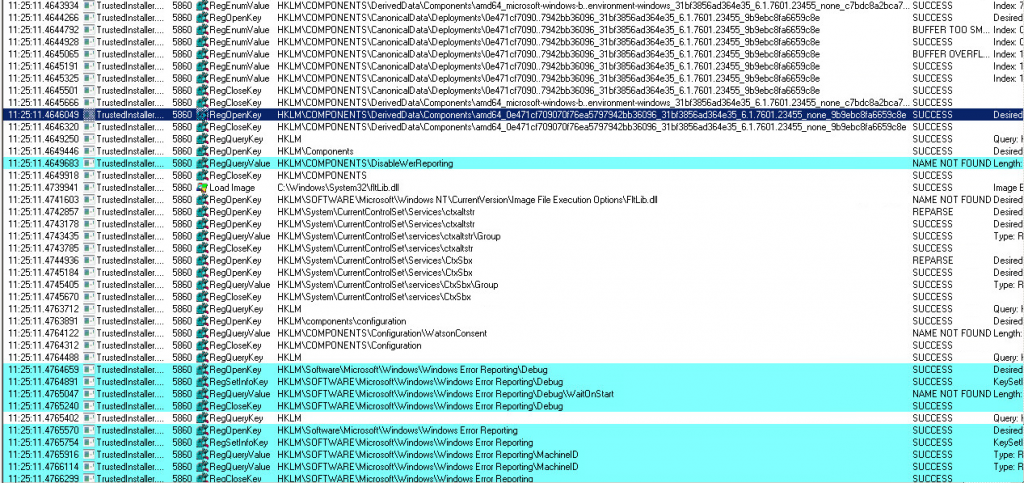 11:25:11.4643934 TrustedInstaller.... 5860 RegEnumValue HKLM\COMPONENTS\DerivedData\Components\amd64_microsoft-windows-b..environment-windows_31bf3856ad364e35_6.1.7601.23455_none_c7bdc8a2bca7... SUCCESS Index: 7
11:25:11.4644266 TrustedInstaller.... 5860 RegOpenKey HKLM\COMPONENTS\CanonicalData\Deployments\0e471cf7090..7942bb36096_31bf3856ad364e35_6.1.7601.23455_9b9ebc8fa6659c8e SUCCESS Desired
11:25:11.4644792 TrustedInstaller.... 5860 RegEnumValue HKLM\COMPONENTS\CanonicalData\Deployments\0e471cf7090..7942bb36096_31bf3856ad364e35_6.1.7601.23455_9b9ebc8fa6659c8e BUFFER TOO SM... Index: 0
11:25:11.4644928 TrustedInstaller.... 5860 RegEnumValue HKLM\COMPONENTS\CanonicalData\Deployments\0e471cf7090..7942bb36096_31bf3856ad364e35_6.1.7601.23455_9b9ebc8fa6659c8e SUCCESS Index: 0
11:25:11.4645065 TrustedInstaller.... 5860 RegEnumValue HKLM\COMPONENTS\CanonicalData\Deployments\0e471cf7090..7942bb36096_31bf3856ad364e35_6.1.7601.23455_9b9ebc8fa6659c8e BUFFER OVERFL... Index:
11:25:11.4645191 TrustedInstaller.... 5860 RegEnumValue HKLM\COMPONENTS\CanonicalData\Deployments\0e471cf7090..7942bb36096_31bf3856ad364e35_6.1.7601.23455_9b9ebc8fa6659c8e SUCCESS Index:
11:25:11.4645325 TrustedInstaller.... 5860 RegEnumValue HKLM\COMPONENTS\CanonicalData\Deployments\0e471cf7090..7942bb36096_31bf3856ad364e35_6.1.7601.23455_9b9ebc8fa6659c8e SUCCESS Index:
11:25:11.4645501 TrustedInstaller.... 5860 RegCloseKey HKLM\COMPONENTS\CanonicalData\Deployments\0e471cf7090..7942bb36096_31bf3856ad364e35_6.1.7601.23455_9b9ebc8fa6659c8e SUCCESS
11:25:11.4645666 TrustedInstaller.... 5860 RegCloseKey HKLM\COMPONENTS\DerivedData\Components\amd64_microsoft-windows-b..environment-windows_31bf3856ad364e35_6.1.7601.23455_none_c7bdc8a2bca7... SUCCESS
11:25:11.4646049 TrustedInstaller.... 5860 RegOpenKey HKLM\COMPONENTS\DerivedData\Components\amd64_0e471cf709070f76ea5797942bb36096_31bf3856ad364e35_6.1.7601.23455_none_9b9ebc8fa6659c8e SUCCESS Desired
11:25:11.4646320 TrustedInstaller.... 5860 RegCloseKey HKLM\COMPONENTS\DerivedData\Components\amd64_0e471cf709070f76ea5797942bb36096_31bf3856ad364e35_6.1.7601.23455_none_9b9ebc8fa6659c8e SUCCESS
11:25:11.4649250 TrustedInstaller.... 5860 RegQueryKey HKLM SUCCESS Query: H
11:25:11.4649446 TrustedInstaller.... 5860 RegOpenKey HKLM\Components SUCCESS Desired
11:25:11.4649683 TrustedInstaller.... 5860 RegQueryValue HKLM\COMPONENTS\DisableWerReporting NAME NOT FOUND Length:
11:25:11.4649918 TrustedInstaller.... 5860 RegCloseKey HKLM\COMPONENTS SUCCESS
11:25:11.4739941 TrustedInstaller.... 5860 Load Image C:\Windows\System32\fltLib.dll SUCCESS Image B
11:25:11.4741603 TrustedInstaller.... 5860 RegOpenKey HKLM\SOFTWARE\Microsoft\Windows NT\CurrentVersion\Image File Execution Options\FltLib.dll NAME NOT FOUND Desired
11:25:11.4742857 TrustedInstaller.... 5860 RegOpenKey HKLM\System\CurrentControlSet\Services\ctxaltstr REPARSE Desired
11:25:11.4743178 TrustedInstaller.... 5860 RegOpenKey HKLM\System\CurrentControlSet\Services\ctxaltstr SUCCESS Desired
11:25:11.4743435 TrustedInstaller.... 5860 RegQueryValue HKLM\System\CurrentControlSet\services\ctxaltstr\Group SUCCESS Type: R
11:25:11.4743785 TrustedInstaller.... 5860 RegCloseKey HKLM\System\CurrentControlSet\services\ctxaltstr SUCCESS
11:25:11.4744936 TrustedInstaller.... 5860 RegOpenKey HKLM\System\CurrentControlSet\Services\CtxSbx REPARSE Desired
11:25:11.4745184 TrustedInstaller.... 5860 RegOpenKey HKLM\System\CurrentControlSet\Services\CtxSbx SUCCESS Desired
11:25:11.4745405 TrustedInstaller.... 5860 RegQueryValue HKLM\System\CurrentControlSet\services\CtxSbx\Group SUCCESS Type: R
11:25:11.4745670 TrustedInstaller.... 5860 RegCloseKey HKLM\System\CurrentControlSet\services\CtxSbx SUCCESS
11:25:11.4763712 TrustedInstaller.... 5860 RegQueryKey HKLM SUCCESS Query: H
11:25:11.4763891 TrustedInstaller.... 5860 RegOpenKey HKLM\components\configuration SUCCESS Desired
11:25:11.4764122 TrustedInstaller.... 5860 RegQueryValue HKLM\COMPONENTS\Configuration\WatsonConsent NAME NOT FOUND Length:
11:25:11.4764312 TrustedInstaller.... 5860 RegCloseKey HKLM\COMPONENTS\Configuration SUCCESS
11:25:11.4764488 TrustedInstaller.... 5860 RegQueryKey HKLM SUCCESS Query: H
11:25:11.4764659 TrustedInstaller.... 5860 RegOpenKey HKLM\Software\Microsoft\Windows\Windows Error Reporting\Debug SUCCESS Desired
11:25:11.4764891 TrustedInstaller.... 5860 RegSetInfoKey HKLM\SOFTWARE\Microsoft\Windows\Windows Error Reporting\Debug SUCCESS KeySetI
11:25:11.4765047 TrustedInstaller.... 5860 RegQueryValue HKLM\SOFTWARE\Microsoft\Windows\Windows Error Reporting\Debug\WaitOnStart NAME NOT FOUND Length:
11:25:11.4765240 TrustedInstaller.... 5860 RegCloseKey HKLM\SOFTWARE\Microsoft\Windows\Windows Error Reporting\Debug SUCCESS
11:25:11.4765402 TrustedInstaller.... 5860 RegQueryKey HKLM SUCCESS Query: H
11:25:11.4765570 TrustedInstaller.... 5860 RegOpenKey HKLM\Software\Microsoft\Windows\Windows Error Reporting SUCCESS Desired
11:25:11.4765754 TrustedInstaller.... 5860 RegSetInfoKey HKLM\SOFTWARE\Microsoft\Windows\Windows Error Reporting SUCCESS KeySetI
11:25:11.4765916 TrustedInstaller.... 5860 RegQueryValue HKLM\SOFTWARE\Microsoft\Windows\Windows Error Reporting\MachineID SUCCESS Type: R
11:25:11.4766114 TrustedInstaller.... 5860 RegQueryValue HKLM\SOFTWARE\Microsoft\Windows\Windows Error Reporting\MachineID SUCCESS Type: R
11:25:11.4766299 TrustedInstaller.... 5860 RegCloseKey HKLM\SOFTWARE\Microsoft\Windows\Windows Error Reporting SUCCESS